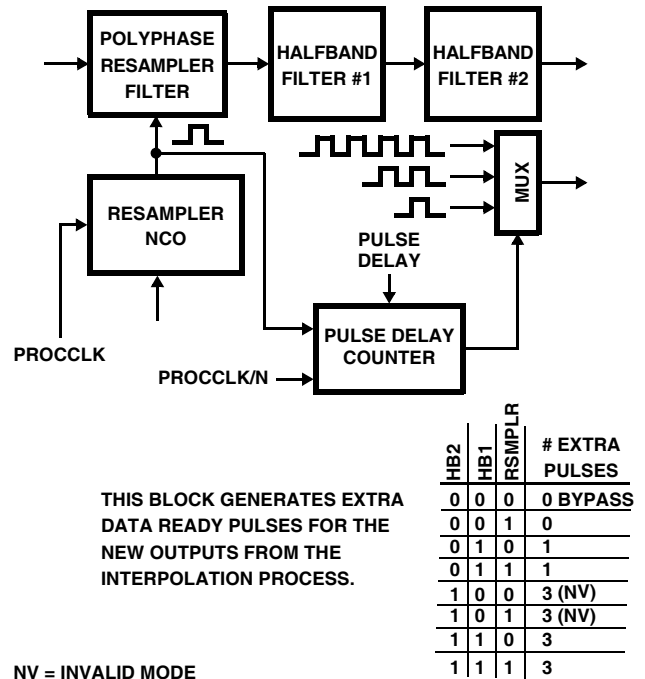 POLYPHASE
RESAMPLER
FILTER
HALFBAND
FILTER #1
HALFBAND
FILTER #2
MUX
RESAMPLER
NCO
PULSE
DELAY
PULSE DELAY
COUNTER
PROCCLK
PROCCLK/N
THIS BLOCK GENERATES EXTRA
DATA READY PULSES FOR THE
NEW OUTPUTS FROM THE
INTERPOLATION PROCESS.
HB2 HB1 RSMPLR # EXTRA PULSES
0 0 0 0 BYPASS
0 0 1 0
0 1 0 1
0 1 1 1
1 0 0 3 (NV)
1 0 1 3 (NV)
1 1 0 3
1 1 1 3
NV = INVALID MODE